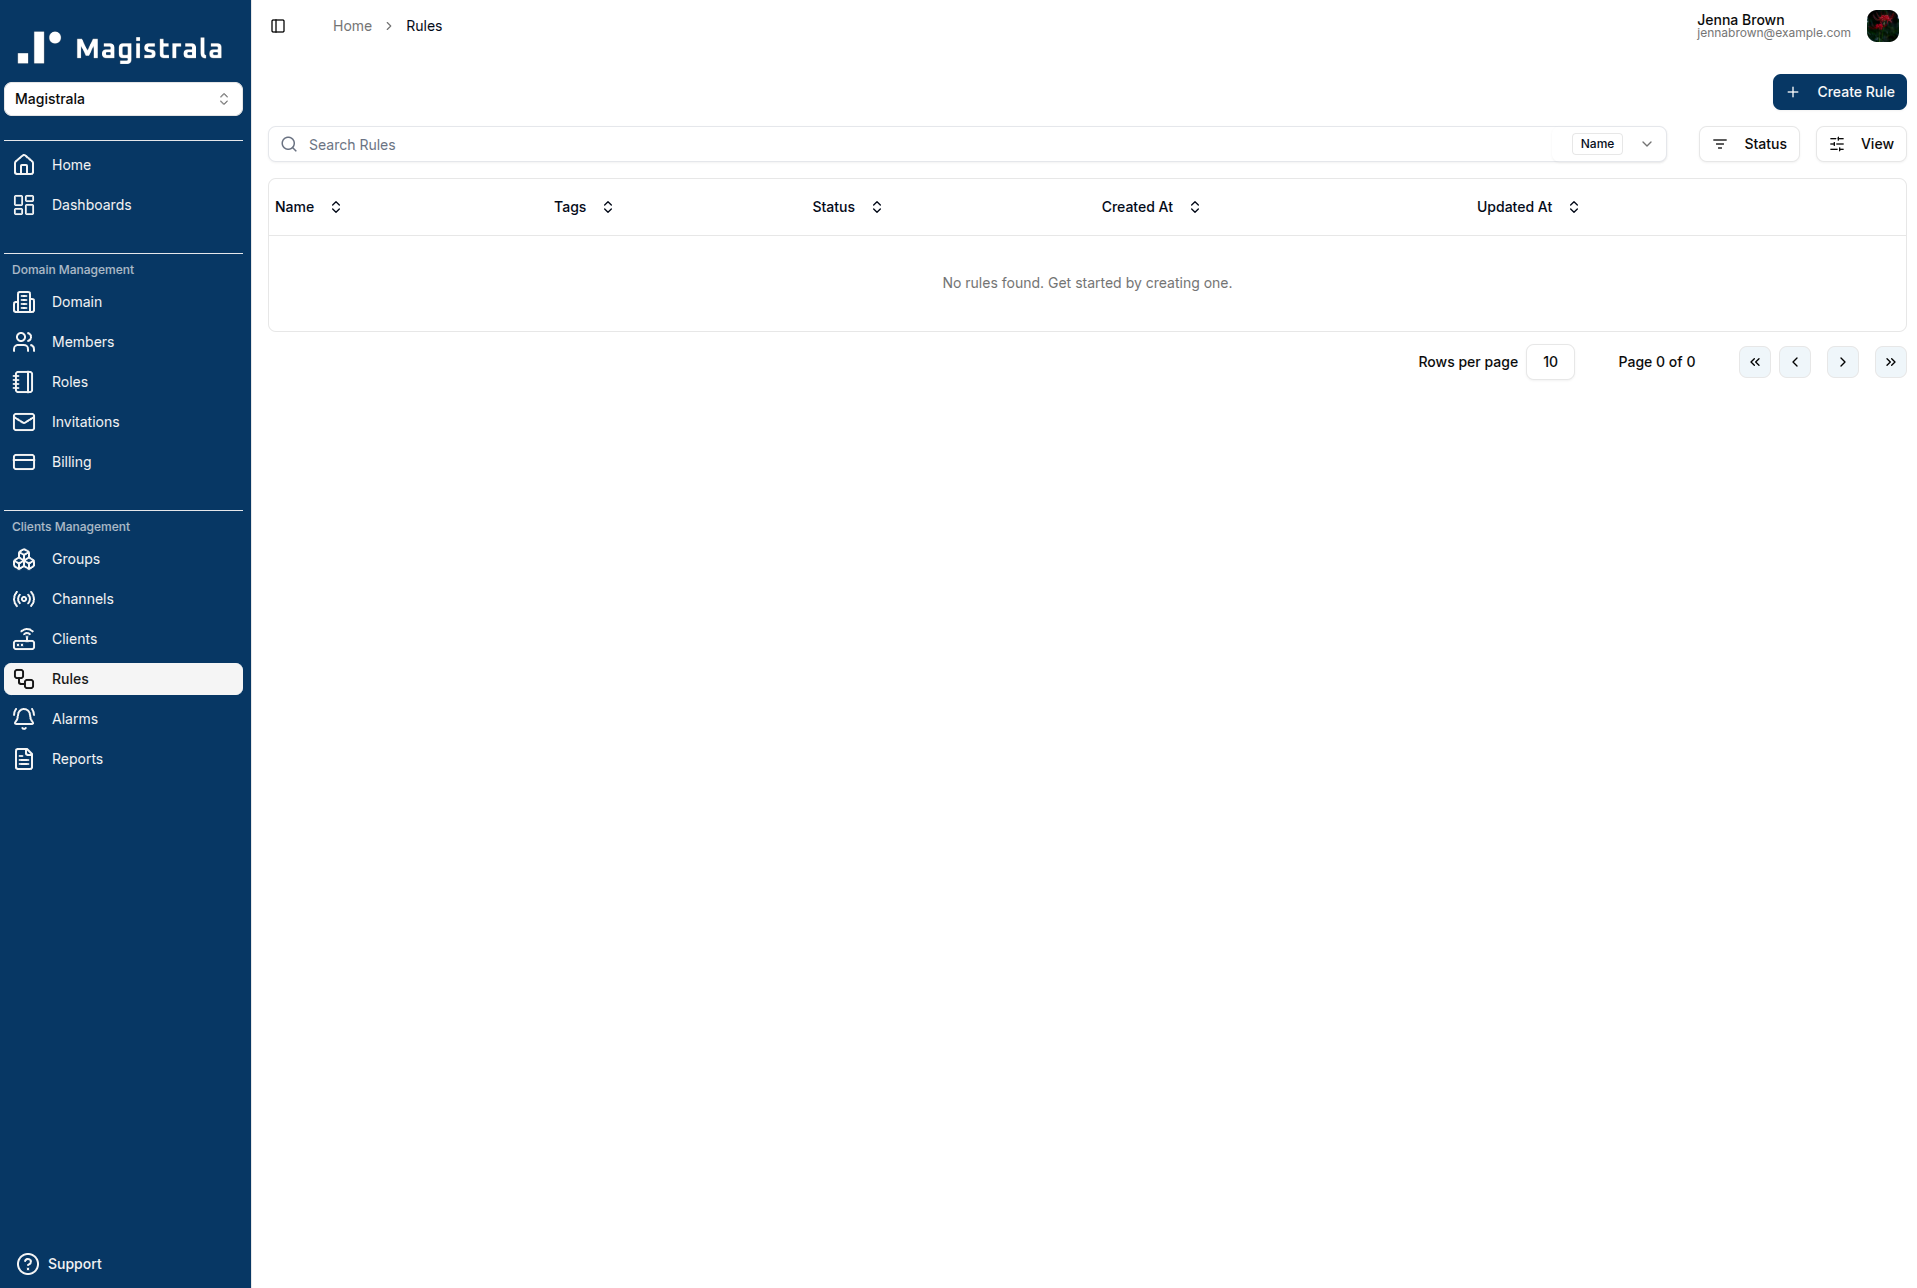 Magistrala
Magistrala
Home
Dashboards
Domain Management
Domain
Members
Roles
Invitations
Billing
Clients Management
Groups
Channels
Clients
Rules
Alarms
Reports
Support
Home > Rules
Jenna Brown
jennabrown@example.com
+ Create Rule
Search Rules Name
Status
View
Name Tags Status Created At Updated At
No rules found. Get started by creating one.
Rows per page 10 Page 0 of 0